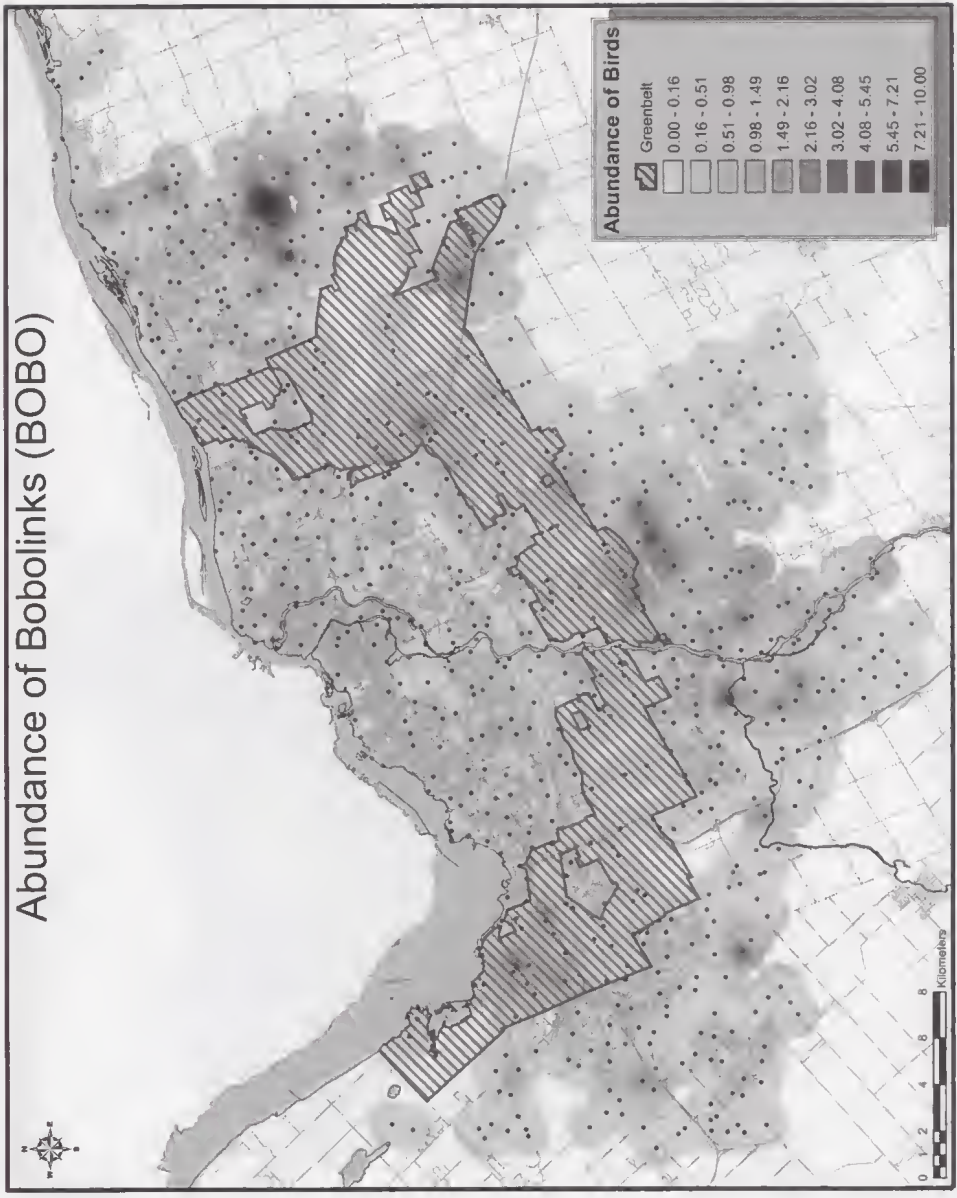 Abundance of Bobolinks (BOBO)
N
W
E
S
Abundance of Birds
Greenbelt
0.00 - 0.16
0.16 - 0.51
0.51 - 0.98
0.98 - 1.49
1.49 - 2.16
2.16 - 3.02
3.02 - 4.08
4.08 - 5.45
5.45 - 7.21
7.21 - 10.00
0 1 2 4 6 8
Kilometers